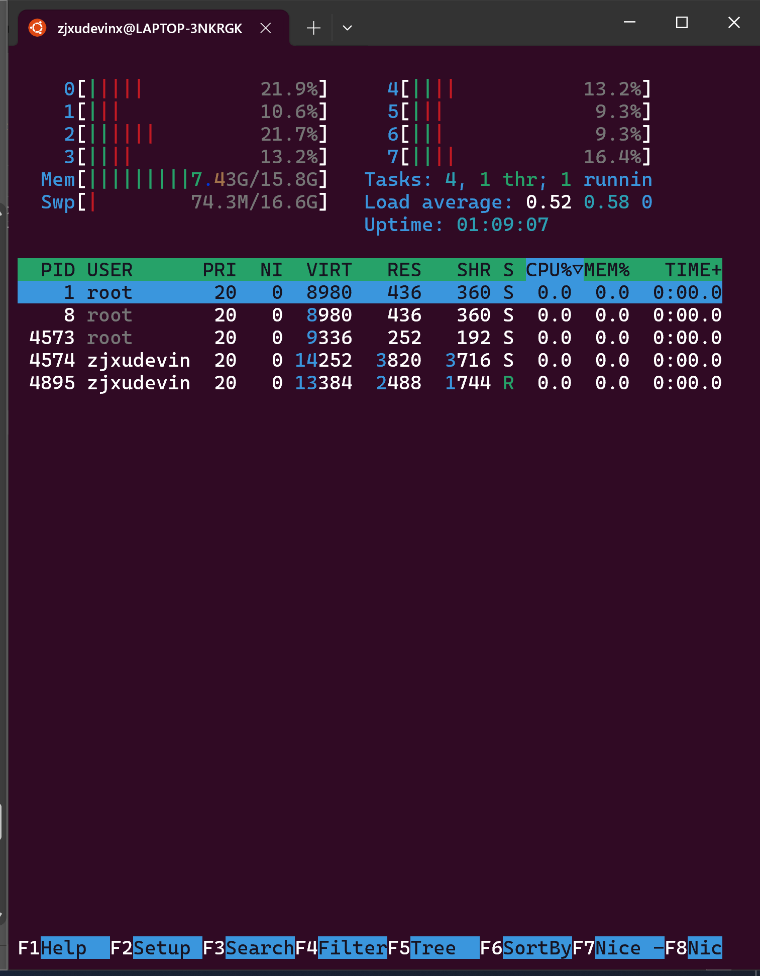 zjxudevinx@LAPTOP-3NKRGK
0[||||| 21.9%] 4[|||| 13.2%]
1[||| 10.6%] 5[||| 9.3%]
2[|||||| 21.7%] 6[||| 9.3%]
3[|||| 13.2%] 7[|||| 16.4%]
Mem[|||||||||7.43G/15.8G] Tasks: 4, 1 thr; 1 runnin
Swp[| 74.3M/16.6G] Load average: 0.52 0.58 0
Uptime: 01:09:07
PID USER PRI NI VIRT RES SHR S CPU%▽MEM% TIME+
1 root 20 0 8980 436 360 S 0.0 0.0 0:00.0
8 root 20 0 8980 436 360 S 0.0 0.0 0:00.0
4573 root 20 0 9336 252 192 S 0.0 0.0 0:00.0
4574 zjxudevin 20 0 14252 3820 3716 S 0.0 0.0 0:00.0
4895 zjxudevin 20 0 13384 2488 1744 R 0.0 0.0 0:00.0
F1Help F2Setup F3SearchF4FilterF5Tree F6SortByF7Nice -F8Nic